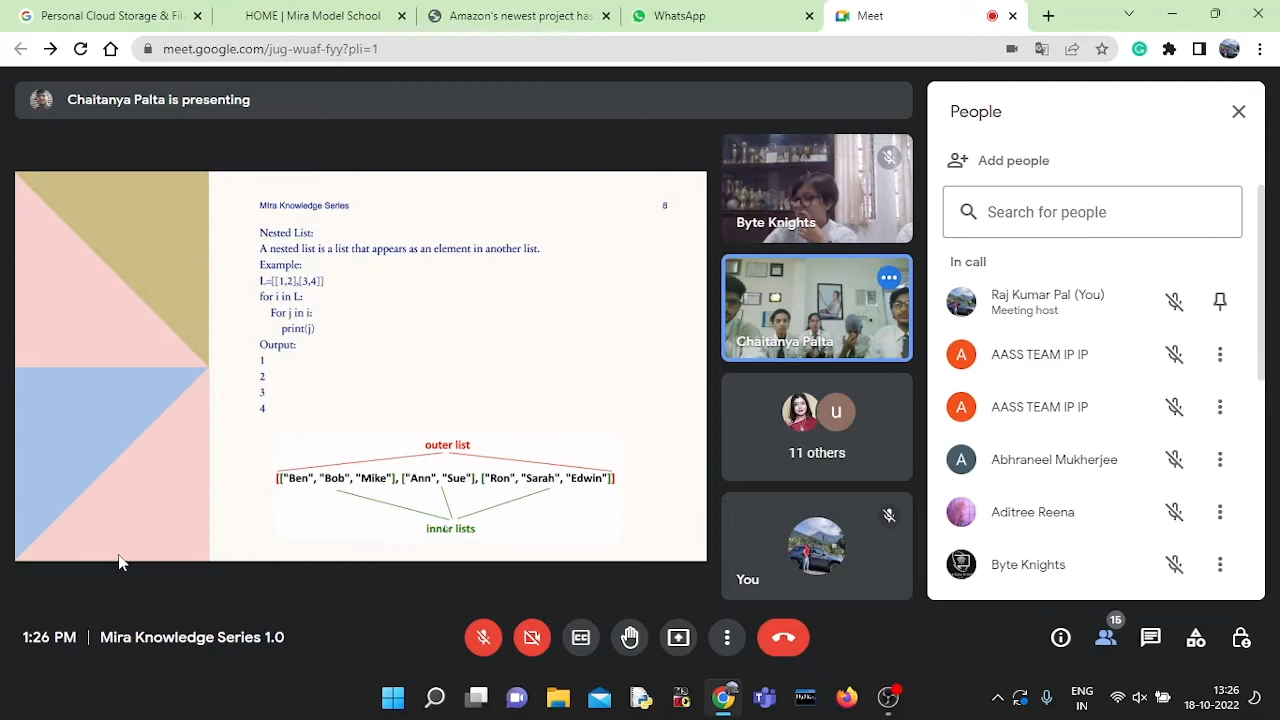 Personal Cloud Storage & Fil
HOME | Mira Model School
Amazon's newest project has
WhatsApp
Meet
meet.google.com/jug-wuaf-fyy?pli=1
Chaitanya Palta is presenting
MIra Knowledge Series
8
Nested List:
A nested list is a list that appears as an element in another list.
Example:
L=[[1,2],[3,4]]
for i in L:
For j in i:
print(j)
Output:
1
2
3
4
outer list
[["Ben", "Bob", "Mike"], ["Ann", "Sue"], ["Ron", "Sarah", "Edwin"]]
inner lists
Byte Knights
Chaitanya Palta
u
11 others
You
People
Add people
Search for people
In call
Raj Kumar Pal (You)
Meeting host
A
AASS TEAM IP IP
A
AASS TEAM IP IP
A
Abhraneel Mukherjee
Aditree Reena
Byte Knights
1:26 PM | Mira Knowledge Series 1.0
15
ENG
IN
13:26
18-10-2022